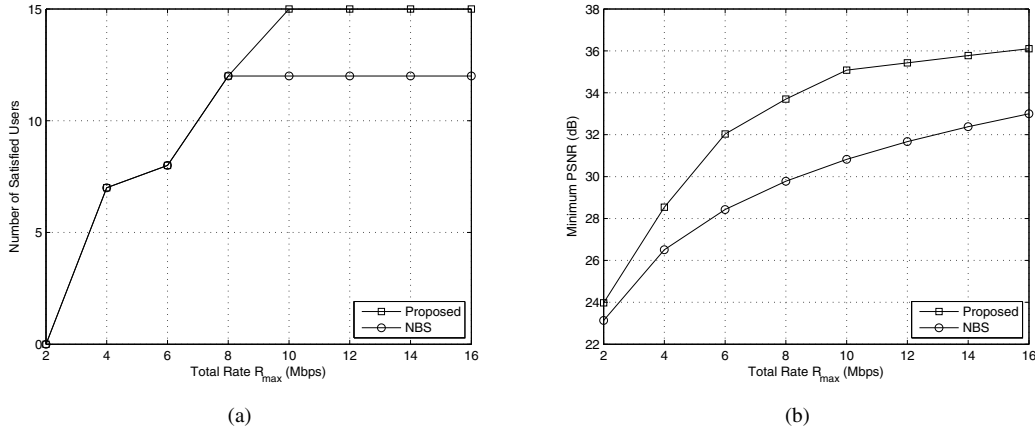 15
10
5
0
Number of Satisfied Users
2 4 6 8 10 12 14 16
Total Rate R_max (Mbps)
Proposed
NBS
(a)
38
36
34
32
30
28
26
24
22
Minimum PSNR (dB)
2 4 6 8 10 12 14 16
Total Rate R_max (Mbps)
Proposed
NBS
(b)